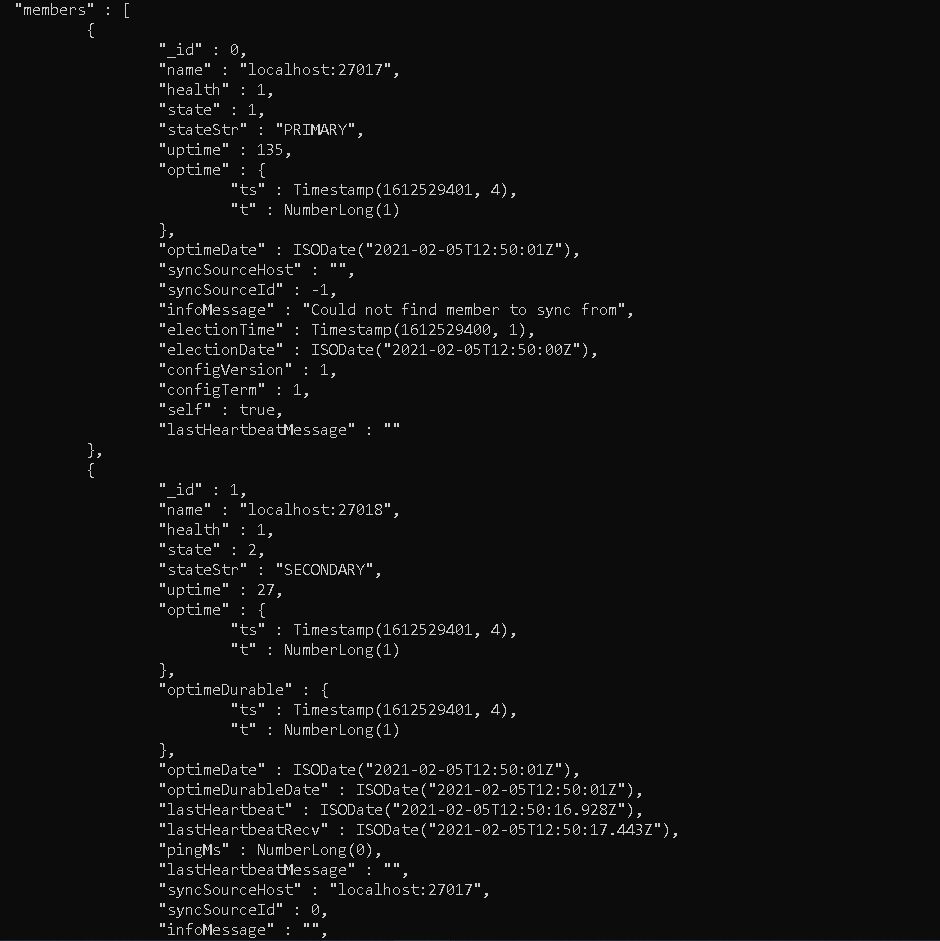 "members" : [
{
"_id" : 0,
"name" : "localhost:27017",
"health" : 1,
"state" : 1,
"stateStr" : "PRIMARY",
"uptime" : 135,
"optime" : {
"ts" : Timestamp(1612529401, 4),
"t" : NumberLong(1)
},
"optimeDate" : ISODate("2021-02-05T12:50:01Z"),
"syncSourceHost" : "",
"syncSourceId" : -1,
"infoMessage" : "Could not find member to sync from",
"electionTime" : Timestamp(1612529400, 1),
"electionDate" : ISODate("2021-02-05T12:50:00Z"),
"configVersion" : 1,
"configTerm" : 1,
"self" : true,
"lastHeartbeatMessage" : ""
},
{
"_id" : 1,
"name" : "localhost:27018",
"health" : 1,
"state" : 2,
"stateStr" : "SECONDARY",
"uptime" : 27,
"optime" : {
"ts" : Timestamp(1612529401, 4),
"t" : NumberLong(1)
},
"optimeDurable" : {
"ts" : Timestamp(1612529401, 4),
"t" : NumberLong(1)
},
"optimeDate" : ISODate("2021-02-05T12:50:01Z"),
"optimeDurableDate" : ISODate("2021-02-05T12:50:01Z"),
"lastHeartbeat" : ISODate("2021-02-05T12:50:16.928Z"),
"lastHeartbeatRecv" : ISODate("2021-02-05T12:50:17.443Z"),
"pingMs" : NumberLong(0),
"lastHeartbeatMessage" : "",
"syncSourceHost" : "localhost:27017",
"syncSourceId" : 0,
"infoMessage" : "",